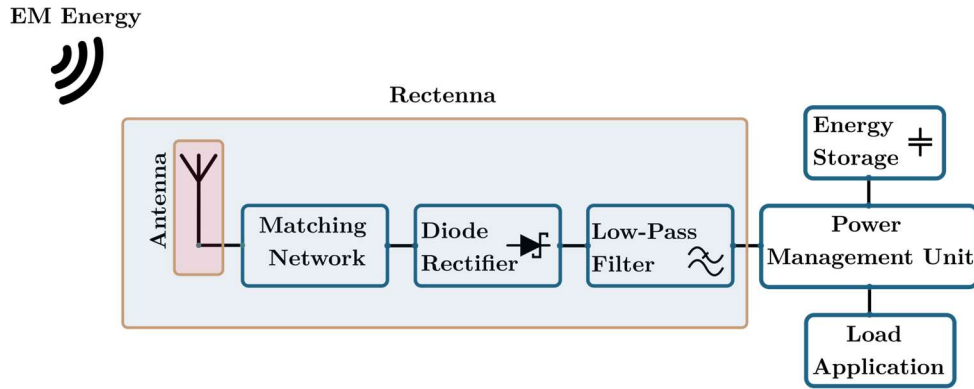 EM Energy
Rectenna
Antenna
Matching
Network
Diode
Rectifier
Low-Pass
Filter
Energy
Storage
Power
Management Unit
Load
Application